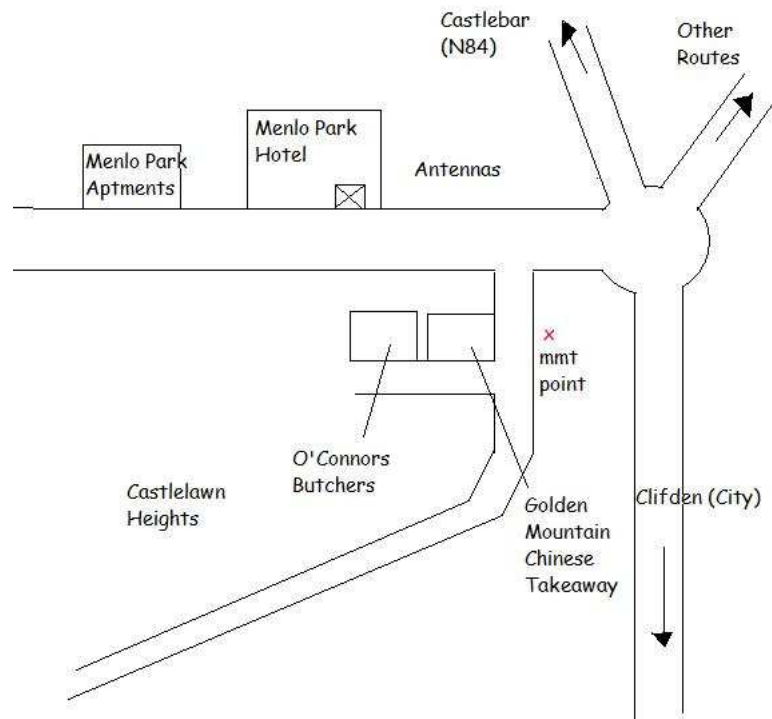 Castlebar
(N84)
Other
Routes
Menlo Park
Hotel
Menlo Park
Aptments
Antennas
x
mmt
point
O'Connors
Butchers
Castlelawn
Heights
Golden
Mountain
Chinese
Takeaway
Clifden (City)